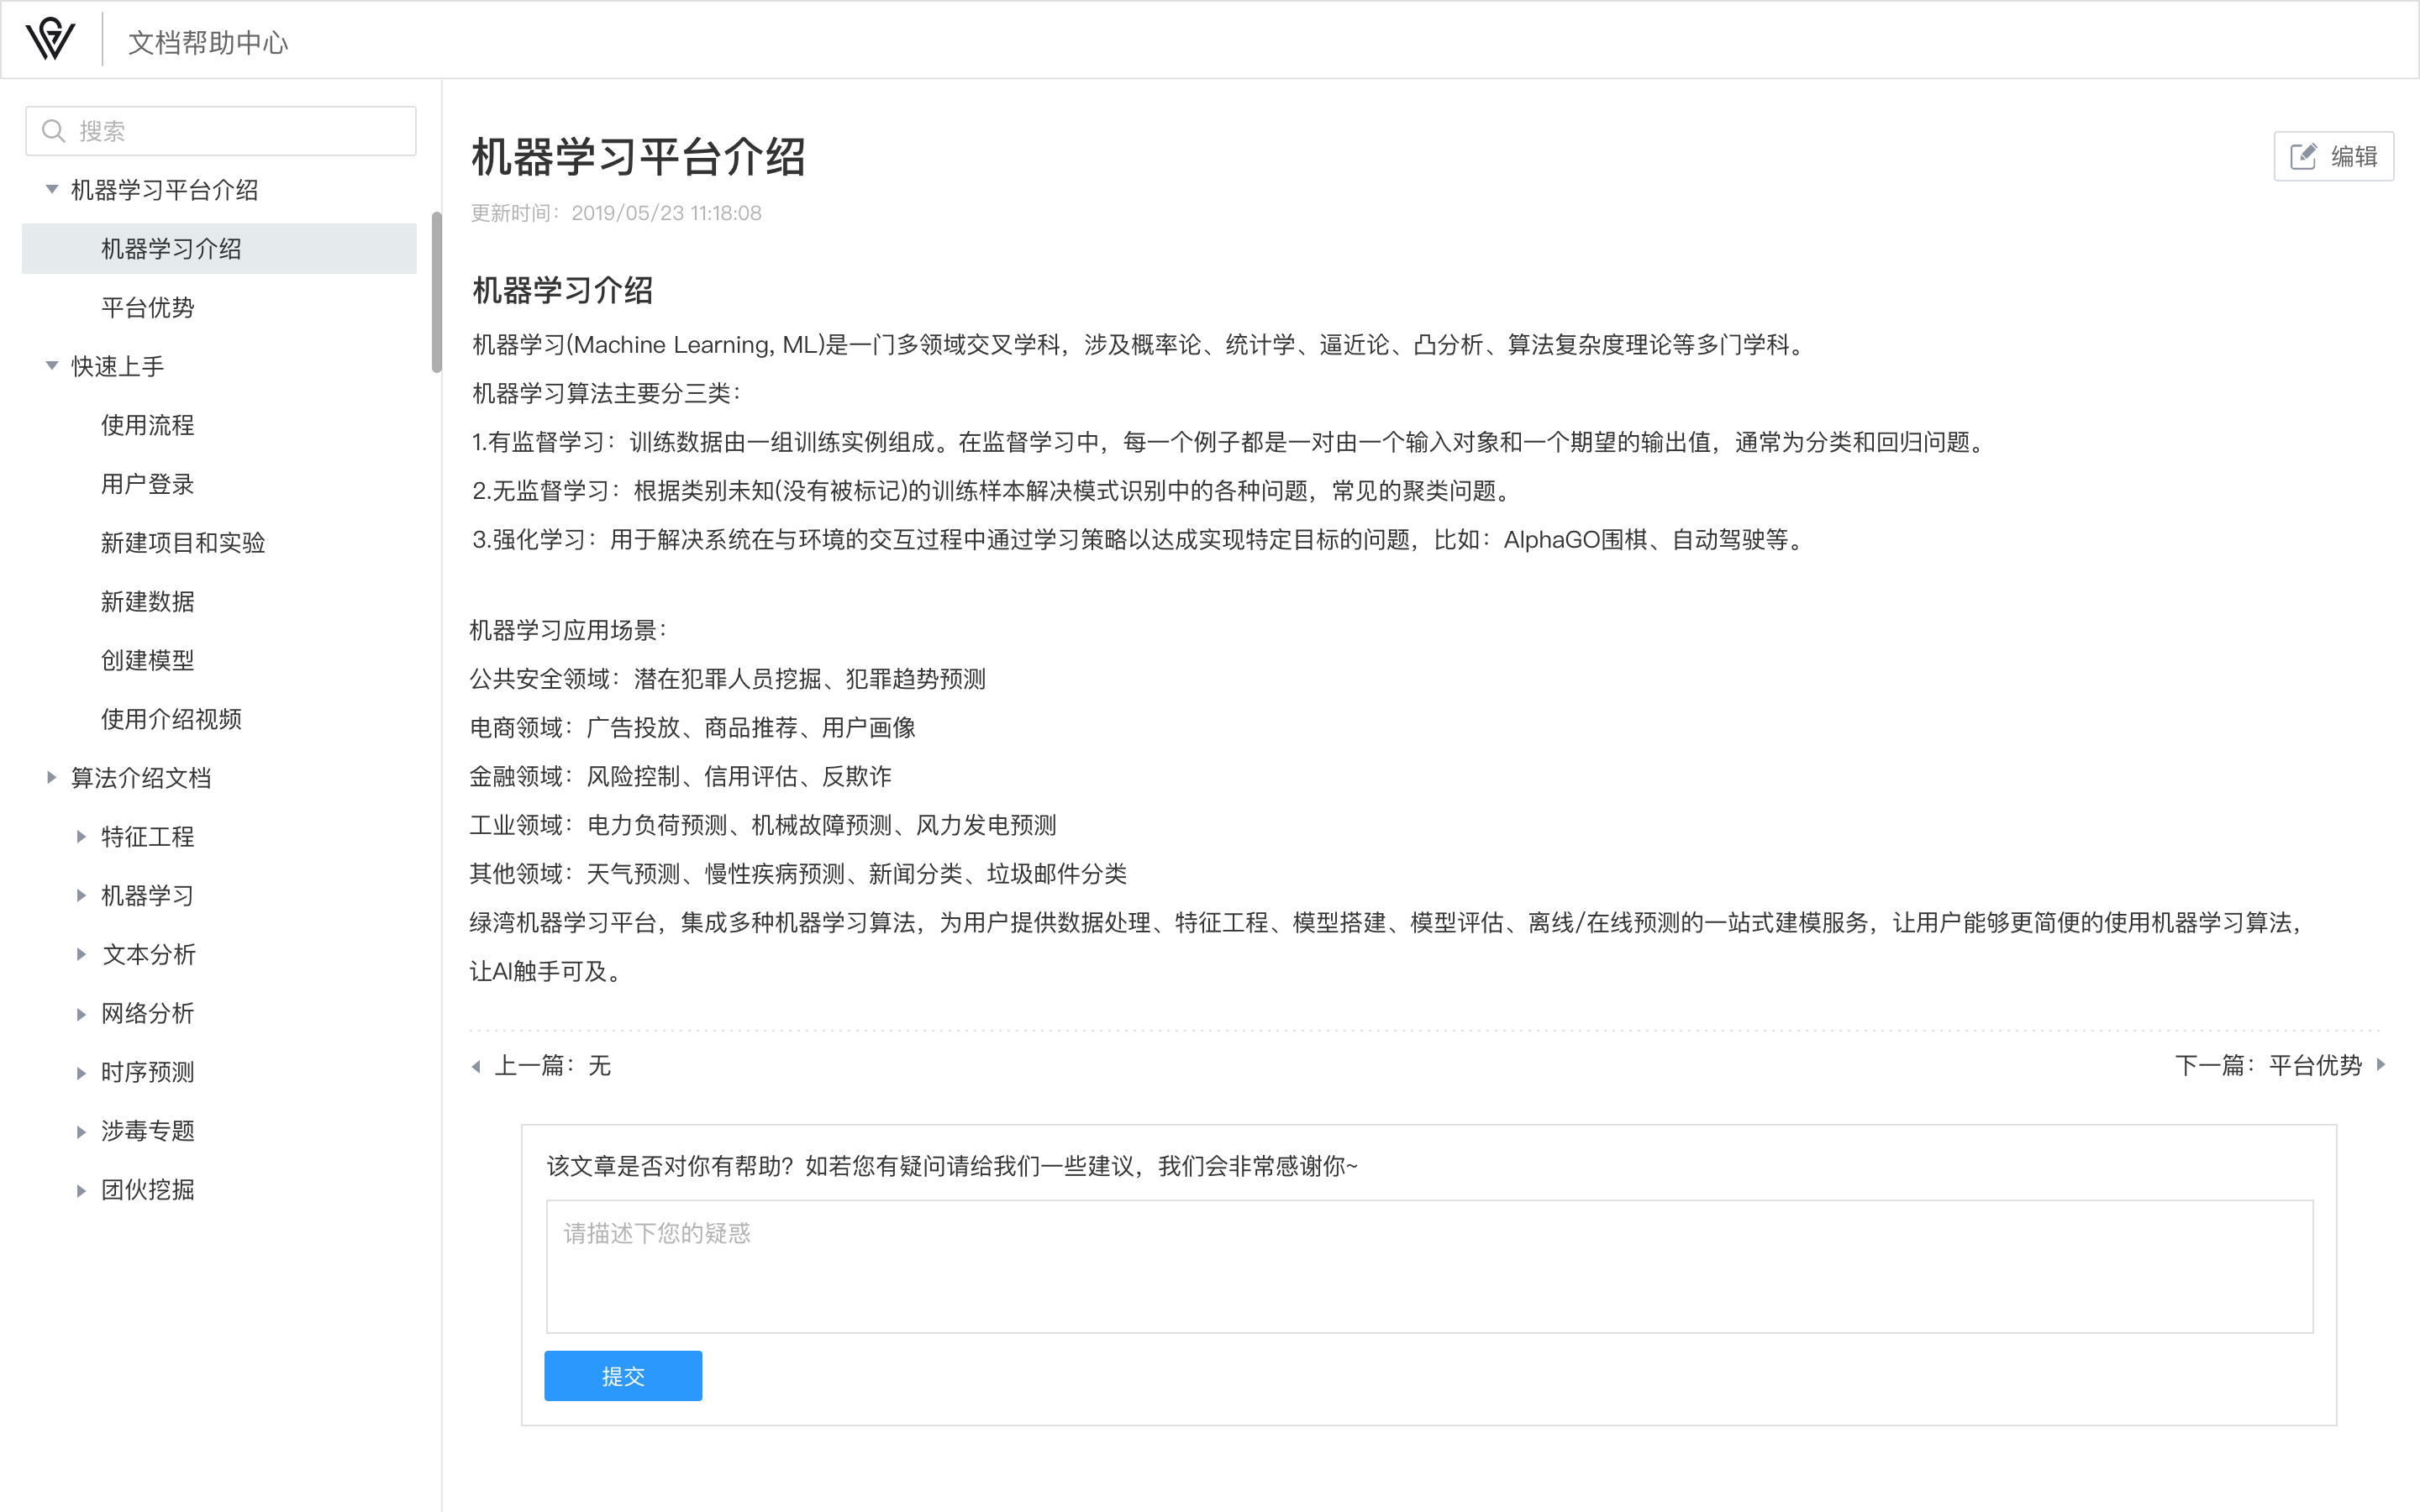 文档帮助中心
搜索
机器学习平台介绍
机器学习介绍
平台优势
快速上手
使用流程
用户登录
新建项目和实验
新建数据
创建模型
使用介绍视频
算法介绍文档
特征工程
机器学习
文本分析
网络分析
时序预测
涉毒专题
团伙挖掘
机器学习平台介绍
编辑
更新时间：2019/05/23 11:18:08
机器学习介绍
机器学习(Machine Learning, ML)是一门多领域交叉学科，涉及概率论、统计学、逼近论、凸分析、算法复杂度理论等多门学科。
机器学习算法主要分三类：
1.有监督学习：训练数据由一组训练实例组成。在监督学习中，每一个例子都是一对由一个输入对象和一个期望的输出值，通常为分类和回归问题。
2.无监督学习：根据类别未知(没有被标记)的训练样本解决模式识别中的各种问题，常见的聚类问题。
3.强化学习：用于解决系统在与环境的交互过程中通过学习策略以达成实现特定目标的问题，比如：AlphaGO围棋、自动驾驶等。
机器学习应用场景：
公共安全领域：潜在犯罪人员挖掘、犯罪趋势预测
电商领域：广告投放、商品推荐、用户画像
金融领域：风险控制、信用评估、反欺诈
工业领域：电力负荷预测、机械故障预测、风力发电预测
其他领域：天气预测、慢性疾病预测、新闻分类、垃圾邮件分类
绿湾机器学习平台，集成多种机器学习算法，为用户提供数据处理、特征工程、模型搭建、模型评估、离线/在线预测的一站式建模服务，让用户能够更简便的使用机器学习算法，
让AI触手可及。
上一篇：无
下一篇：平台优势
该文章是否对你有帮助？如若您有疑问请给我们一些建议，我们会非常感谢你~
请描述下您的疑惑
提交